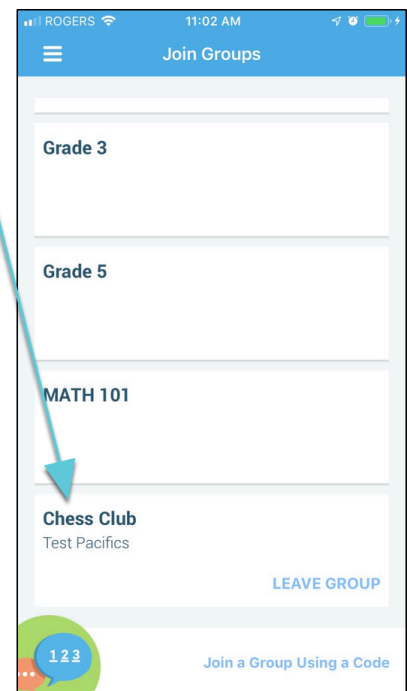 ROGERS 11:02 AM
Join Groups
Grade 3
Grade 5
MATH 101
Chess Club
Test Pacifics
LEAVE GROUP
123
Join a Group Using a Code